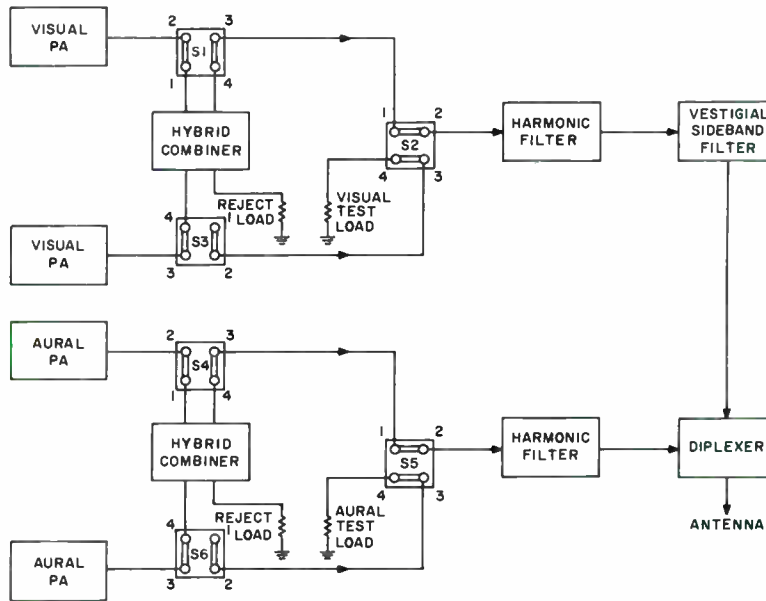 VISUAL
PA
2
S1
3
1
4
HYBRID
COMBINER
REJECT
LOAD
4
S3
1
3
2
VISUAL
PA
1
S2
2
4
3
VISUAL
TEST
LOAD
HARMONIC
FILTER
VESTIGIAL
SIDEBAND
FILTER
AURAL
PA
2
S4
3
1
4
HYBRID
COMBINER
REJECT
LOAD
4
S6
1
3
2
AURAL
PA
1
S5
2
4
3
AURAL
TEST
LOAD
HARMONIC
FILTER
DIPLEXER
ANTENNA